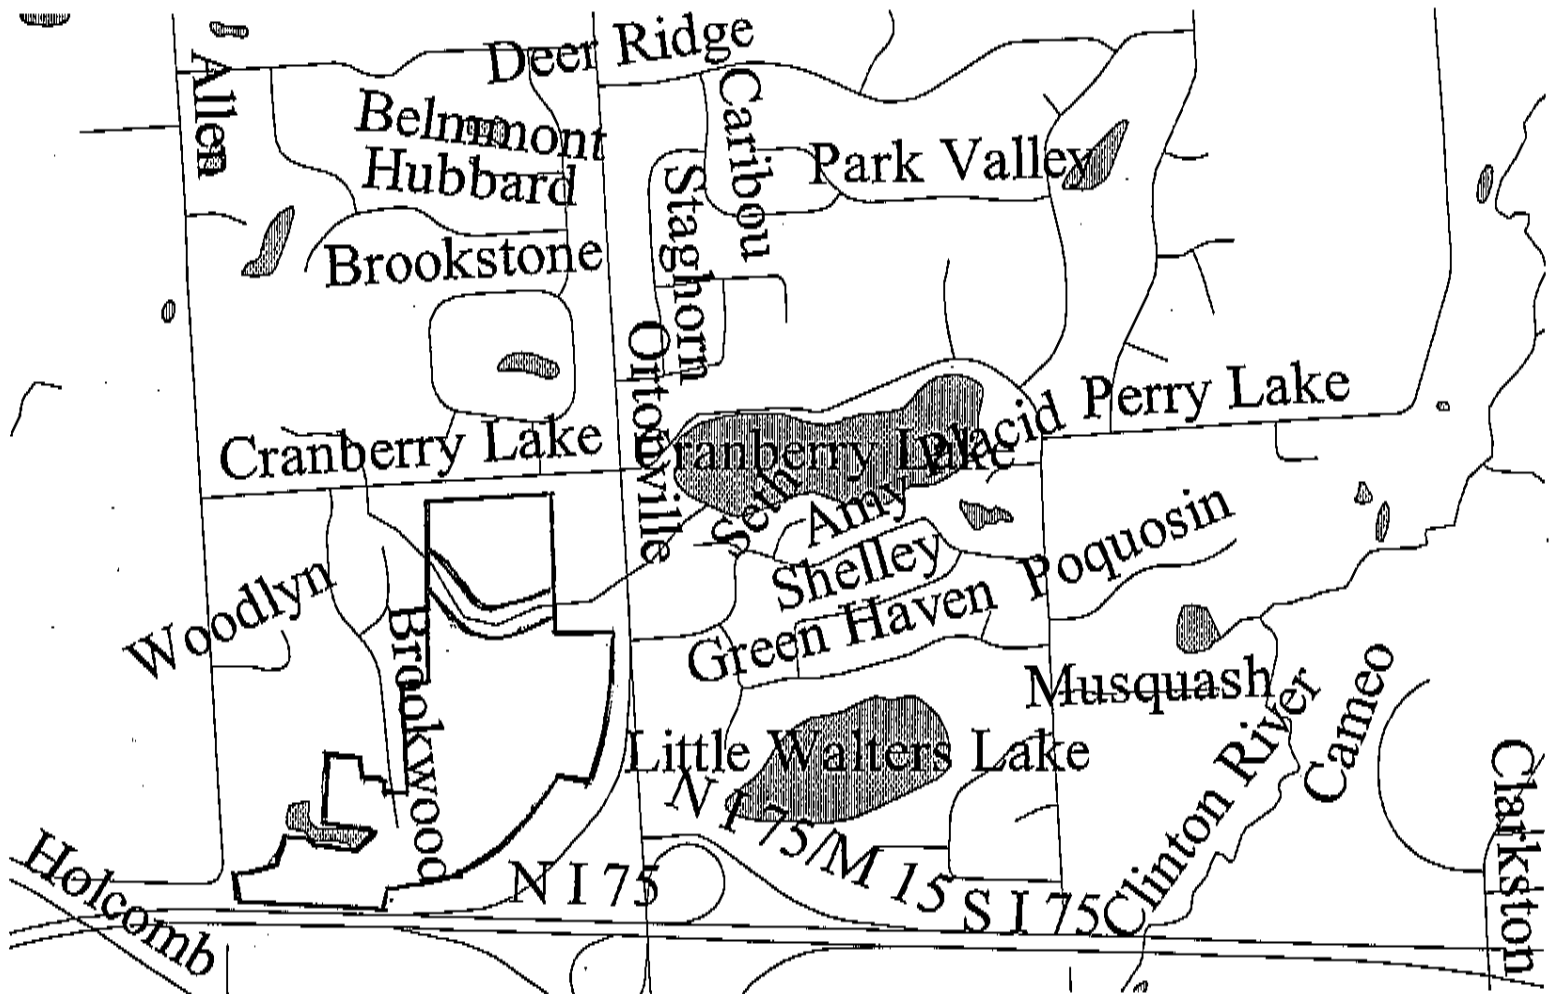 Deer Ridge
Allen
Belmmont
Hubbard
Caribou
Park Valley
Staghorn
Brookstone
Ortonville
Cranberry Lake
Cranberry Lake
Placid
Perry Lake
Seth
Amy
Shelley
Poquosin
Green Haven
Woodlyn
Brookwood
Musquash
Little Walters Lake
Clinton River
Cameo
Clarkston
N I 75/M 15
N I 75
S I 75
Holcomb